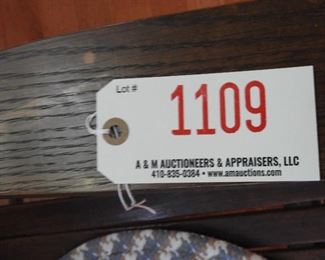 Lot #
1109
A & M AUCTIONEERS & APPRAISERS, LLC
410-835-0384 • www.amauctions.com